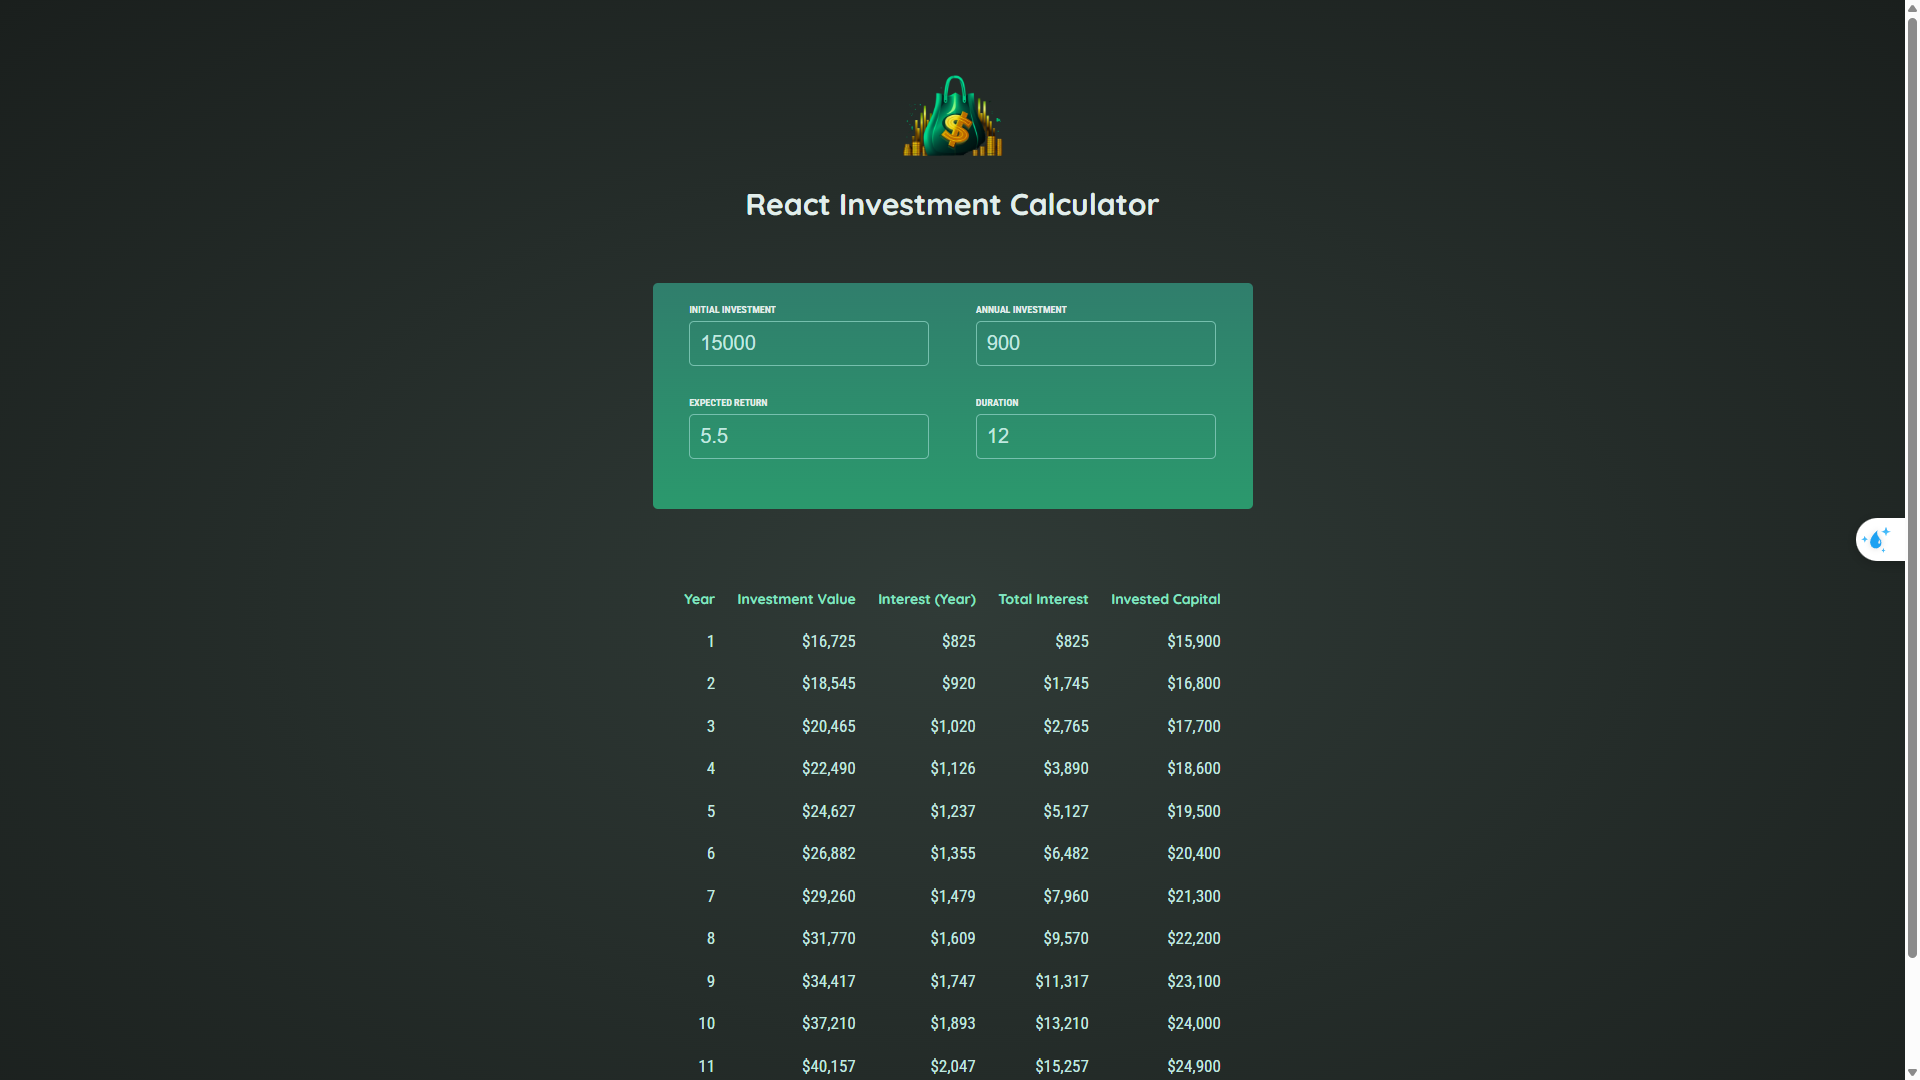 $
React Investment Calculator
INITIAL INVESTMENT ANNUAL INVESTMENT
15000 900
EXPECTED RETURN DURATION
5.5 12
Year Investment Value Interest (Year) Total Interest Invested Capital
1 $16,725 $825 $825 $15,900
2 $18,545 $920 $1,745 $16,800
3 $20,465 $1,020 $2,765 $17,700
4 $22,490 $1,126 $3,890 $18,600
5 $24,627 $1,237 $5,127 $19,500
6 $26,882 $1,355 $6,482 $20,400
7 $29,260 $1,479 $7,960 $21,300
8 $31,770 $1,609 $9,570 $22,200
9 $34,417 $1,747 $11,317 $23,100
10 $37,210 $1,893 $13,210 $24,000
11 $40,157 $2,047 $15,257 $24,900